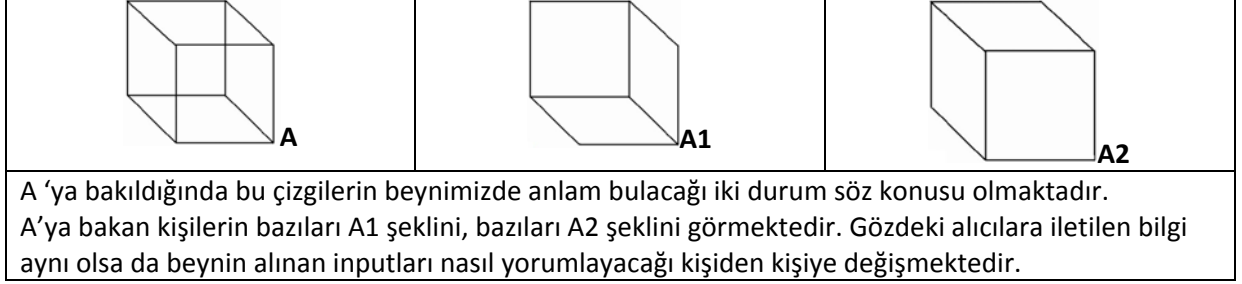 A
A1
A2
A ‘ya bakıldığında bu çizgilerin beynimizde anlam bulacağı iki durum söz konusu olmaktadır.
A’ya bakan kişilerin bazıları A1 şeklini, bazıları A2 şeklini görmektedir. Gözdeki alıcılara iletilen bilgi
aynı olsa da beynin alınan inputları nasıl yorumlayacağı kişiden kişiye değişmektedir.